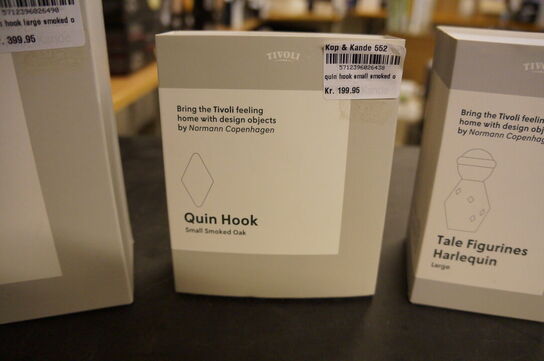 5712396026490
hook large smoked o
r. 399.95
TIVOLI
Kop & Kande 552
5712396026438
quin hook small smoked o
Kr. 199.95
Bring the Tivoli feeling
home with design objects
by Normann Copenhagen
Quin Hook
Small Smoked Oak
TIVOLI
Bring the Tivoli feelin
home with design ob
by Normann Copenhag
Tale Figurines
Harlequin
Large